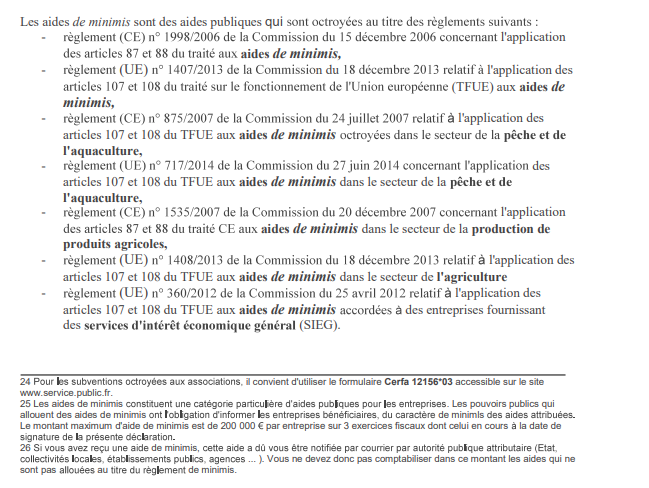 Les aides de minimis sont des aides publiques qui sont octroyées au titre des règlements suivants :
- règlement (CE) n° 1998/2006 de la Commission du 15 décembre 2006 concernant l'application
des articles 87 et 88 du traité aux aides de minimis,
- règlement (UE) n° 1407/2013 de la Commission du 18 décembre 2013 relatif à l'application des
articles 107 et 108 du traité sur le fonctionnement de l'Union européenne (TFUE) aux aides de
minimis,
- règlement (CE) n° 875/2007 de la Commission du 24 juillet 2007 relatif à l'application des
articles 107 et 108 du TFUE aux aides de minimis octroyées dans le secteur de la pêche et de
l'aquaculture,
- règlement (UE) n° 717/2014 de la Commission du 27 juin 2014 concernant l'application des
articles 107 et 108 du TFUE aux aides de minimis dans le secteur de la pêche et de
l'aquaculture,
- règlement (CE) n° 1535/2007 de la Commission du 20 décembre 2007 concernant l'application
des articles 87 et 88 du traité CE aux aides de minimis dans le secteur de la production de
produits agricoles,
- règlement (UE) n° 1408/2013 de la Commission du 18 décembre 2013 relatif à l'application des
articles 107 et 108 du TFUE aux aides de minimis dans le secteur de l'agriculture
- règlement (UE) n° 360/2012 de la Commission du 25 avril 2012 relatif à l'application des
articles 107 et 108 du TFUE aux aides de minimis accordées à des entreprises fournissant
des services d'intérêt économique général (SIEG).
24 Pour les subventions octroyées aux associations, il convient d'utiliser le formulaire Cerfa 12156*03 accessible sur le site
www.service.public.fr.
25 Les aides de minimis constituent une catégorie particulière d'aides publiques pour les entreprises. Les pouvoirs publics qui
allouent des aides de minimis ont l'obligation d'informer les entreprises bénéficiaires, du caractère de minimls des aides attribuées.
Le montant maximum d'aide de minimis est de 200 000 € par entreprise sur 3 exercices fiscaux dont celui en cours à la date de
signature de la présente déclaration.
26 Si vous avez reçu une aide de minimis, cette aide a dû vous être notifiée par courrier par autorité publique attributaire (Etat,
collectivités locales, établissements publics, agences ... ). Vous ne devez donc pas comptabiliser dans ce montant les aides qui ne
sont pas allouées au titre du règlement de minimis.